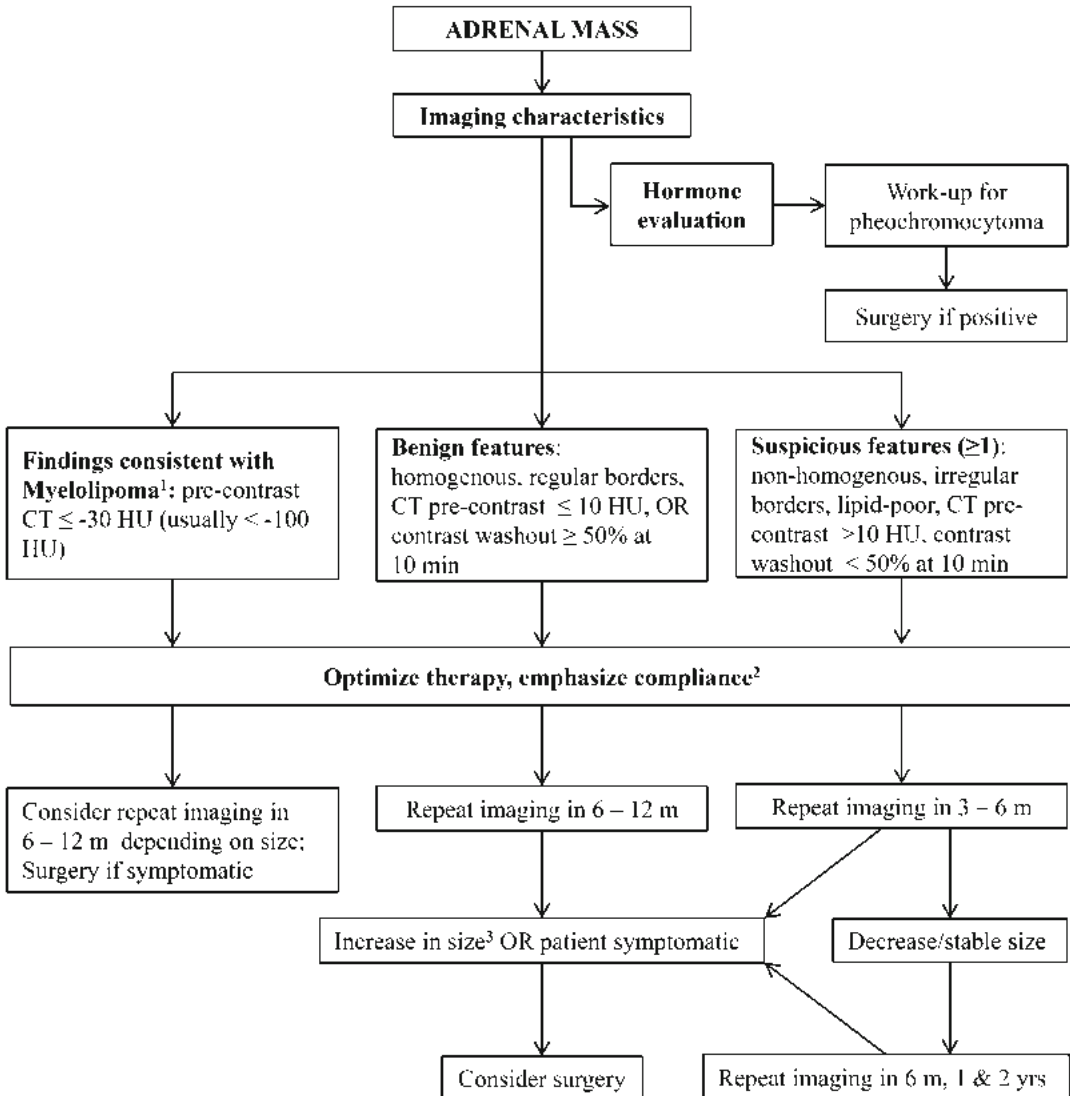 ADRENAL MASS
Imaging characteristics
Hormone
evaluation
Work-up for
pheochromocytoma
Surgery if positive
Findings consistent with
Myelolipoma¹: pre-contrast
CT ≤ -30 HU (usually < -100
HU)
Benign features:
homogenous, regular borders,
CT pre-contrast ≤ 10 HU, OR
contrast washout ≥ 50% at
10 min
Suspicious features (≥1):
non-homogenous, irregular
borders, lipid-poor, CT pre-
contrast >10 HU, contrast
washout < 50% at 10 min
Optimize therapy, emphasize compliance²
Consider repeat imaging in
6 – 12 m depending on size;
Surgery if symptomatic
Repeat imaging in 6 – 12 m
Repeat imaging in 3 – 6 m
Increase in size³ OR patient symptomatic
Decrease/stable size
Consider surgery
Repeat imaging in 6 m, 1 & 2 yrs